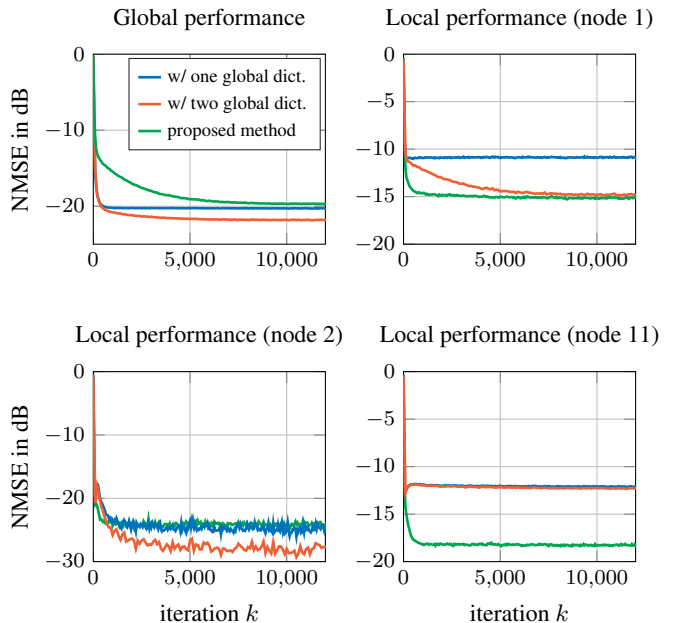 Global performance
Local performance (node 1)
NMSE in dB
0
−10
−20
0
5,000
10,000
w/ one global dict.
w/ two global dict.
proposed method
0
−5
−10
−15
−20
0
5,000
10,000
Local performance (node 2)
Local performance (node 11)
NMSE in dB
0
−10
−20
−30
0
5,000
10,000
iteration k
0
−5
−10
−15
−20
0
5,000
10,000
iteration k